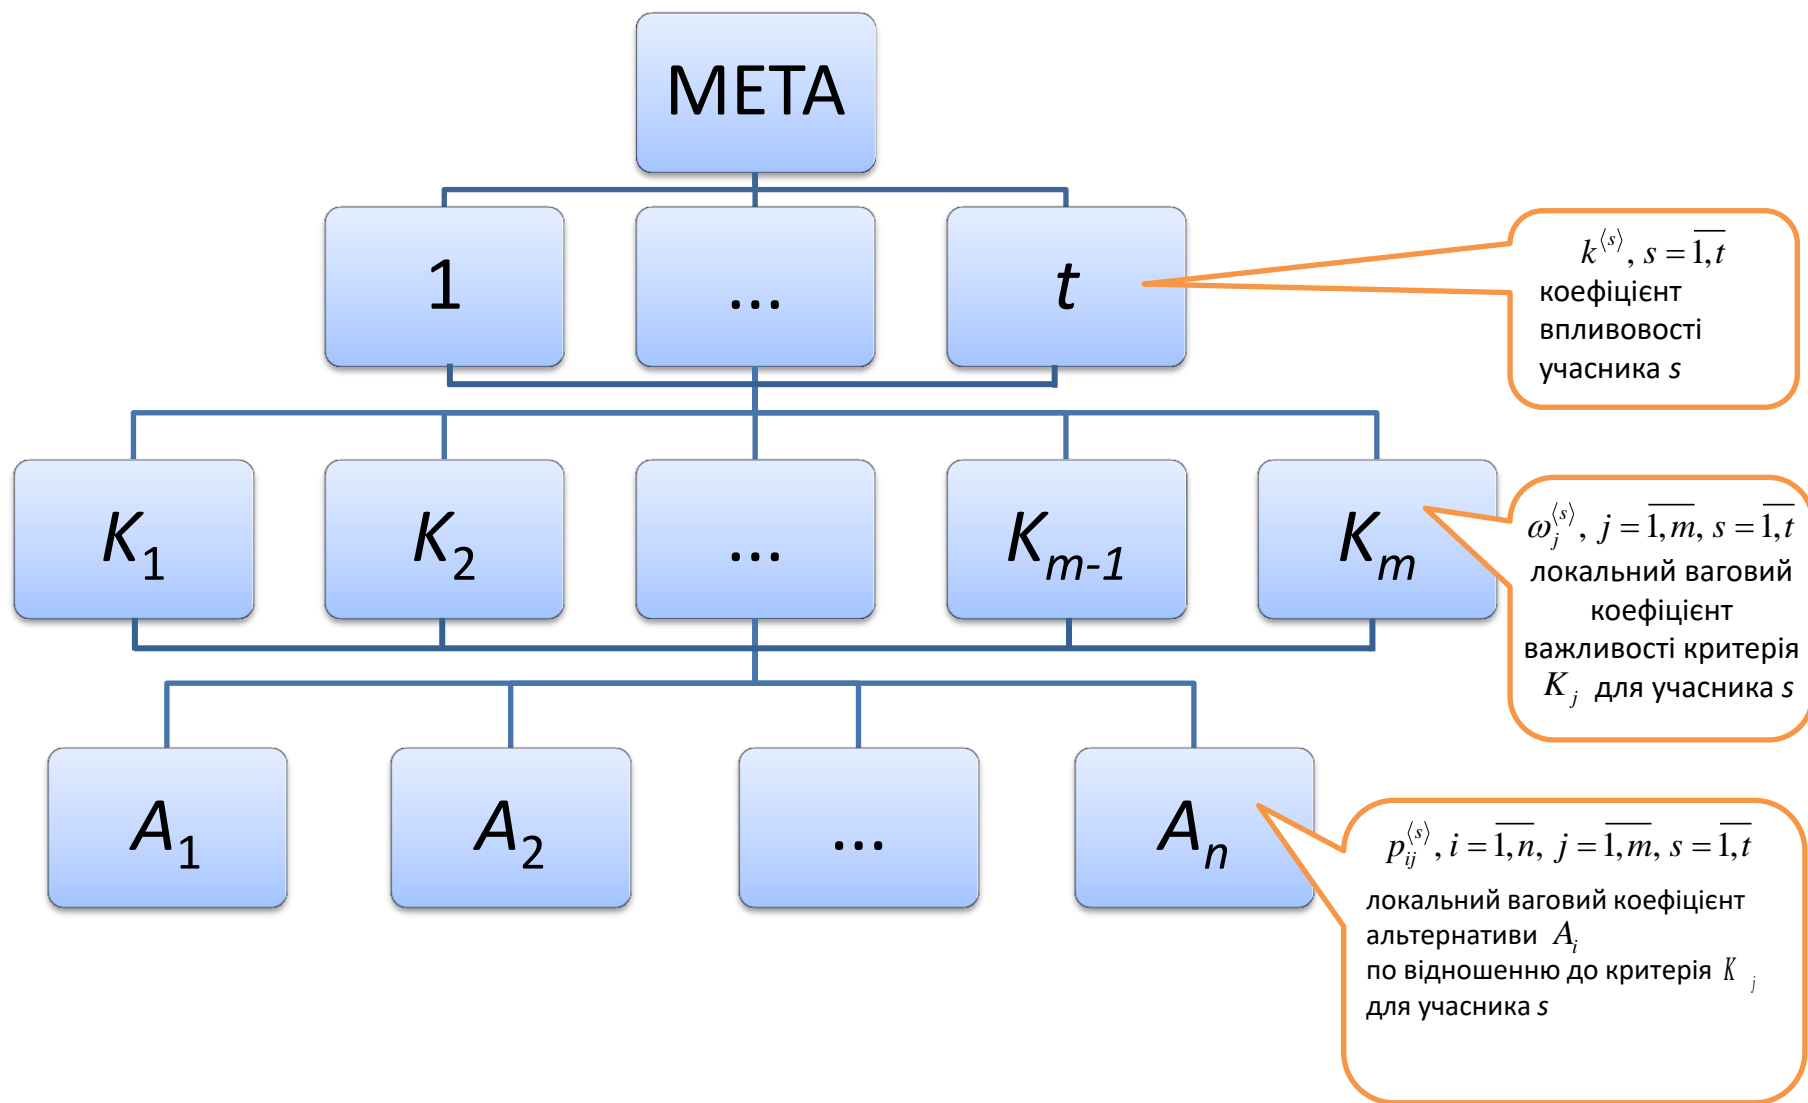 МЕТА
1
...
t
k⟨s⟩, s = 1,t
коефіцієнт
впливовості
учасника s
K1
K2
...
Km-1
Km
ωj⟨s⟩, j = 1,m, s = 1,t
локальний ваговий
коефіцієнт
важливості критерія
Kj для учасника s
A1
A2
...
An
pij⟨s⟩, i = 1,n, j = 1,m, s = 1,t
локальний ваговий коефіцієнт
альтернативи Ai
по відношенню до критерія Kj
для учасника s